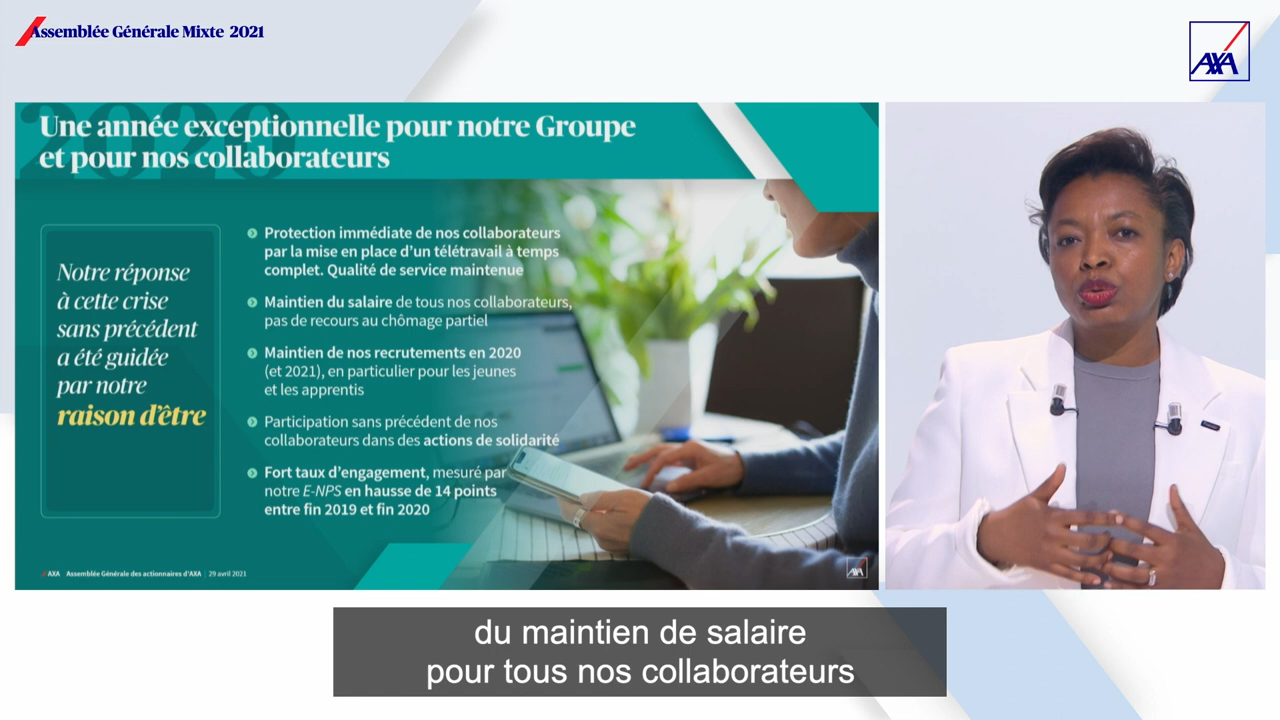 Assemblée Générale Mixte 2021
AXA
2020
Une année exceptionnelle pour notre Groupe
et pour nos collaborateurs
Notre réponse
à cette crise
sans précédent
a été guidée
par notre
raison d’être
Protection immédiate de nos collaborateurs
par la mise en place d’un télétravail à temps
complet. Qualité de service maintenue
Maintien du salaire de tous nos collaborateurs,
pas de recours au chômage partiel
Maintien de nos recrutements en 2020
(et 2021), en particulier pour les jeunes
et les apprentis
Participation sans précédent de nos
collaborateurs dans des actions de solidarité
Fort taux d’engagement, mesuré par
notre E-NPS en hausse de 14 points
entre fin 2019 et fin 2020
AXA Assemblée Générale des actionnaires d’AXA | 29 avril 2021
AXA
du maintien de salaire
pour tous nos collaborateurs